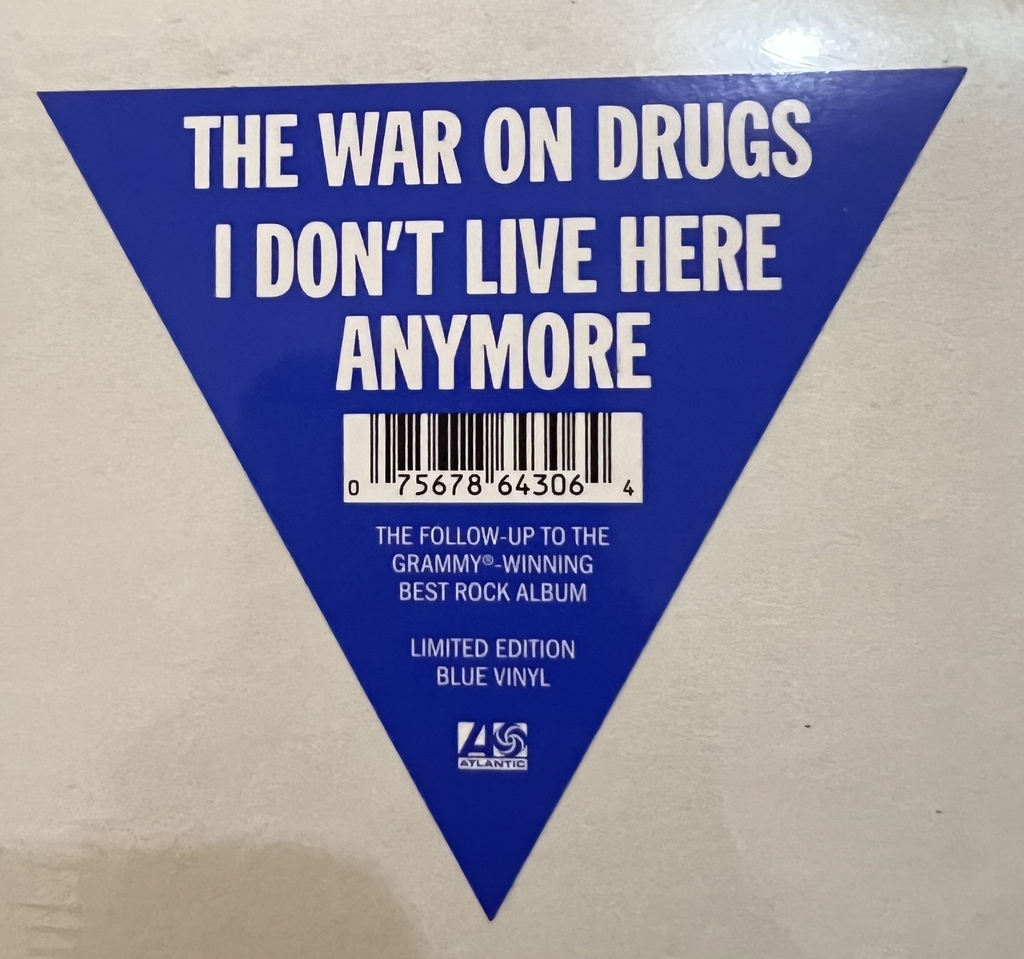 THE WAR ON DRUGS
I DON'T LIVE HERE
ANYMORE
0 75678 64306 4
THE FOLLOW-UP TO THE
GRAMMY®-WINNING
BEST ROCK ALBUM
LIMITED EDITION
BLUE VINYL
A
ATLANTIC